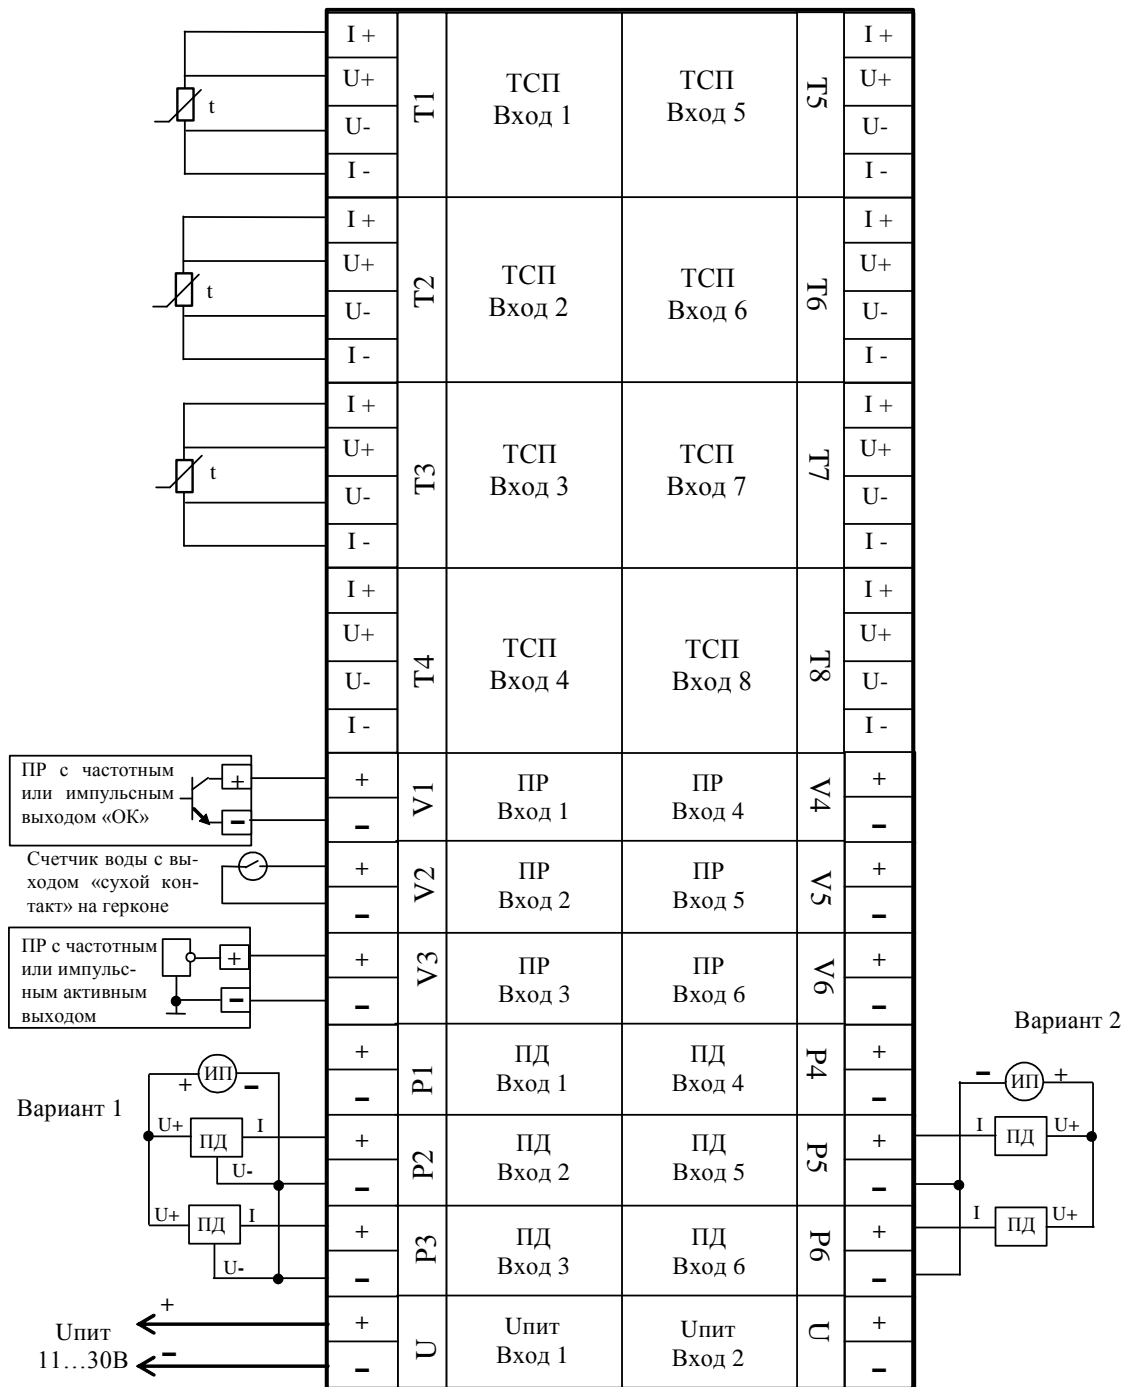 I +
I +
U+
U+
t
T1
ТСП
Вход 1
ТСП
Вход 5
T5
U-
U-
I -
I -
I +
I +
U+
U+
t
T2
ТСП
Вход 2
ТСП
Вход 6
T6
U-
U-
I -
I -
I +
I +
U+
U+
t
T3
ТСП
Вход 3
ТСП
Вход 7
T7
U-
U-
I -
I -
I +
I +
U+
U+
T4
ТСП
Вход 4
ТСП
Вход 8
T8
U-
U-
I -
I -
ПР с частотным
или импульсным
выходом «ОК»
+
−
+
−
V1
ПР
Вход 1
ПР
Вход 4
V4
+
−
Счетчик воды с вы-
ходом «сухой кон-
такт» на герконе
+
−
V2
ПР
Вход 2
ПР
Вход 5
V5
+
−
ПР с частотным
или импульс-
ным активным
выходом
+
−
+
−
V3
ПР
Вход 3
ПР
Вход 6
V6
+
−
Вариант 1
+ ИП −
U+ ПД I
U-
U+ ПД I
U-
+
−
P1
ПД
Вход 1
ПД
Вход 4
P4
+
−
+
−
P2
ПД
Вход 2
ПД
Вход 5
P5
+
−
+
−
P3
ПД
Вход 3
ПД
Вход 6
P6
+
−
Вариант 2
− ИП +
I ПД U+
I ПД U+
+
Uпит
11…30В −
+
−
U
Uпит
Вход 1
Uпит
Вход 2
U
+
−